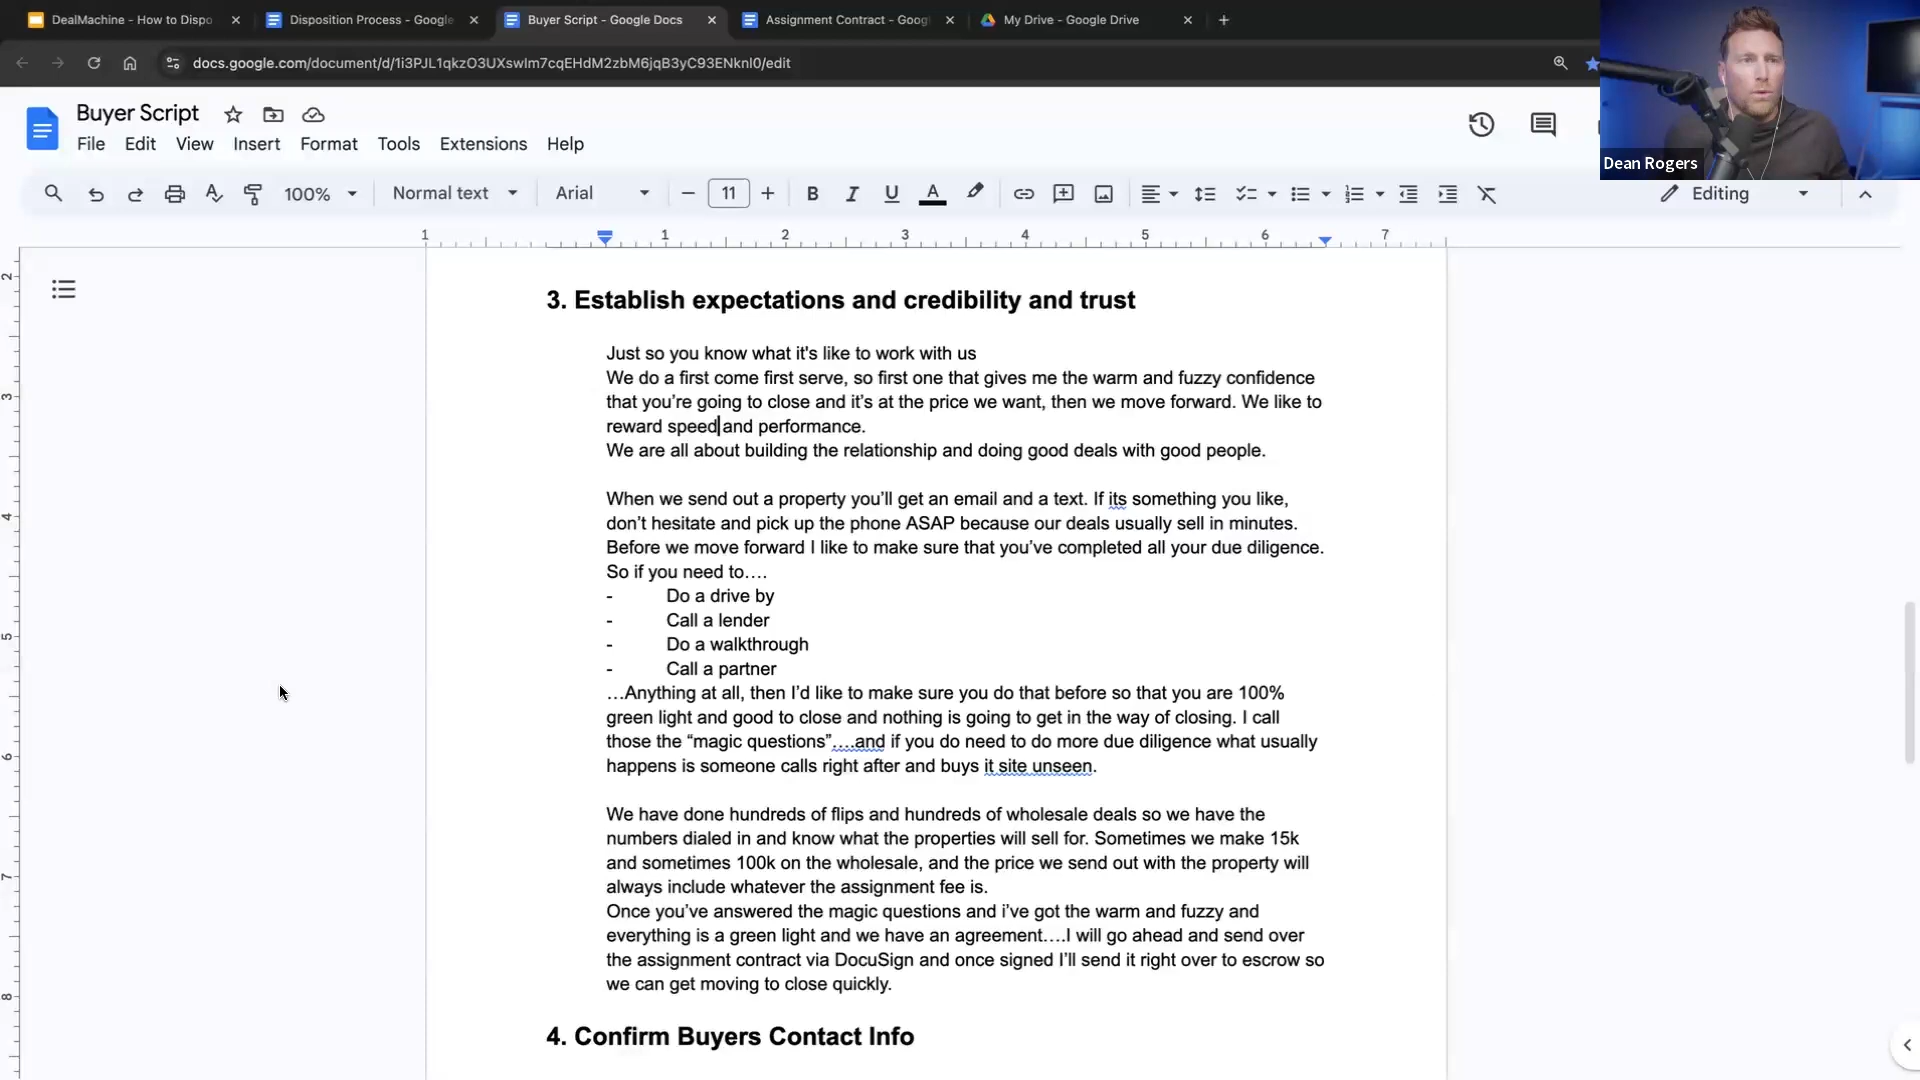 DealMachine - How to Dispo
Disposition Process - Google
Buyer Script - Google Docs
Assignment Contract - Goog
My Drive - Google Drive
docs.google.com/document/d/1i3PJL1qkzO3UXswlm7cqEHdM2zbM6jqB3yC93ENknI0/edit
Buyer Script
File Edit View Insert Format Tools Extensions Help
Dean Rogers
100% Normal text Arial 11 Editing
1 1 2 3 4 5 6 7
2
3
4
5
6
7
8
3. Establish expectations and credibility and trust
Just so you know what it's like to work with us
We do a first come first serve, so first one that gives me the warm and fuzzy confidence
that you’re going to close and it’s at the price we want, then we move forward. We like to
reward speed and performance.
We are all about building the relationship and doing good deals with good people.
When we send out a property you’ll get an email and a text. If its something you like,
don’t hesitate and pick up the phone ASAP because our deals usually sell in minutes.
Before we move forward I like to make sure that you’ve completed all your due diligence.
So if you need to….
- Do a drive by
- Call a lender
- Do a walkthrough
- Call a partner
…Anything at all, then I’d like to make sure you do that before so that you are 100%
green light and good to close and nothing is going to get in the way of closing. I call
those the “magic questions”….and if you do need to do more due diligence what usually
happens is someone calls right after and buys it site unseen.
We have done hundreds of flips and hundreds of wholesale deals so we have the
numbers dialed in and know what the properties will sell for. Sometimes we make 15k
and sometimes 100k on the wholesale, and the price we send out with the property will
always include whatever the assignment fee is.
Once you’ve answered the magic questions and i’ve got the warm and fuzzy and
everything is a green light and we have an agreement….I will go ahead and send over
the assignment contract via DocuSign and once signed I’ll send it right over to escrow so
we can get moving to close quickly.
4. Confirm Buyers Contact Info